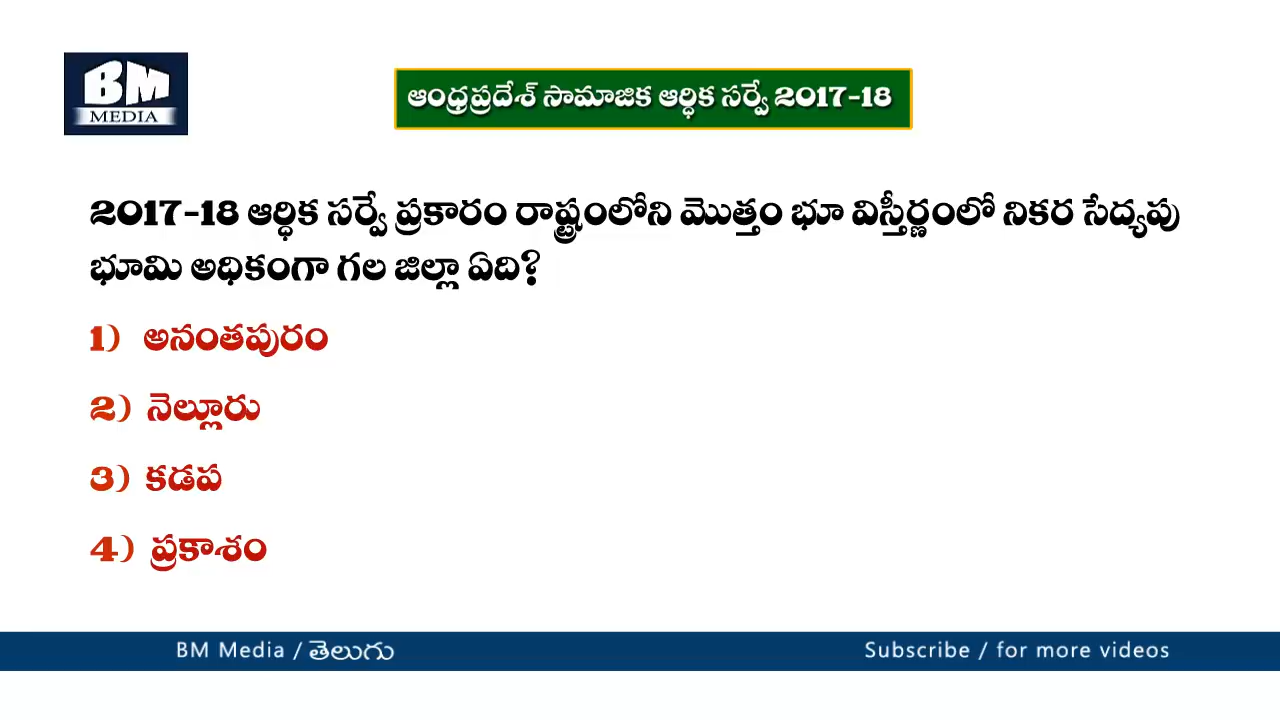 BM
MEDIA
ఆంధ్రప్రదేశ్ సామాజిక ఆర్ధిక సర్వే 2017-18
2017-18 ఆర్ధిక సర్వే ప్రకారం రాష్ట్రంలోని మొత్తం భూ విస్తీర్ణంలో నికర సేద్యపు
భూమి అధికంగా గల జిల్లా ఏది?
1) అనంతపురం
2) నెల్లూరు
3) కడప
4) ప్రకాశం
BM Media / తెలుగు
Subscribe / for more videos